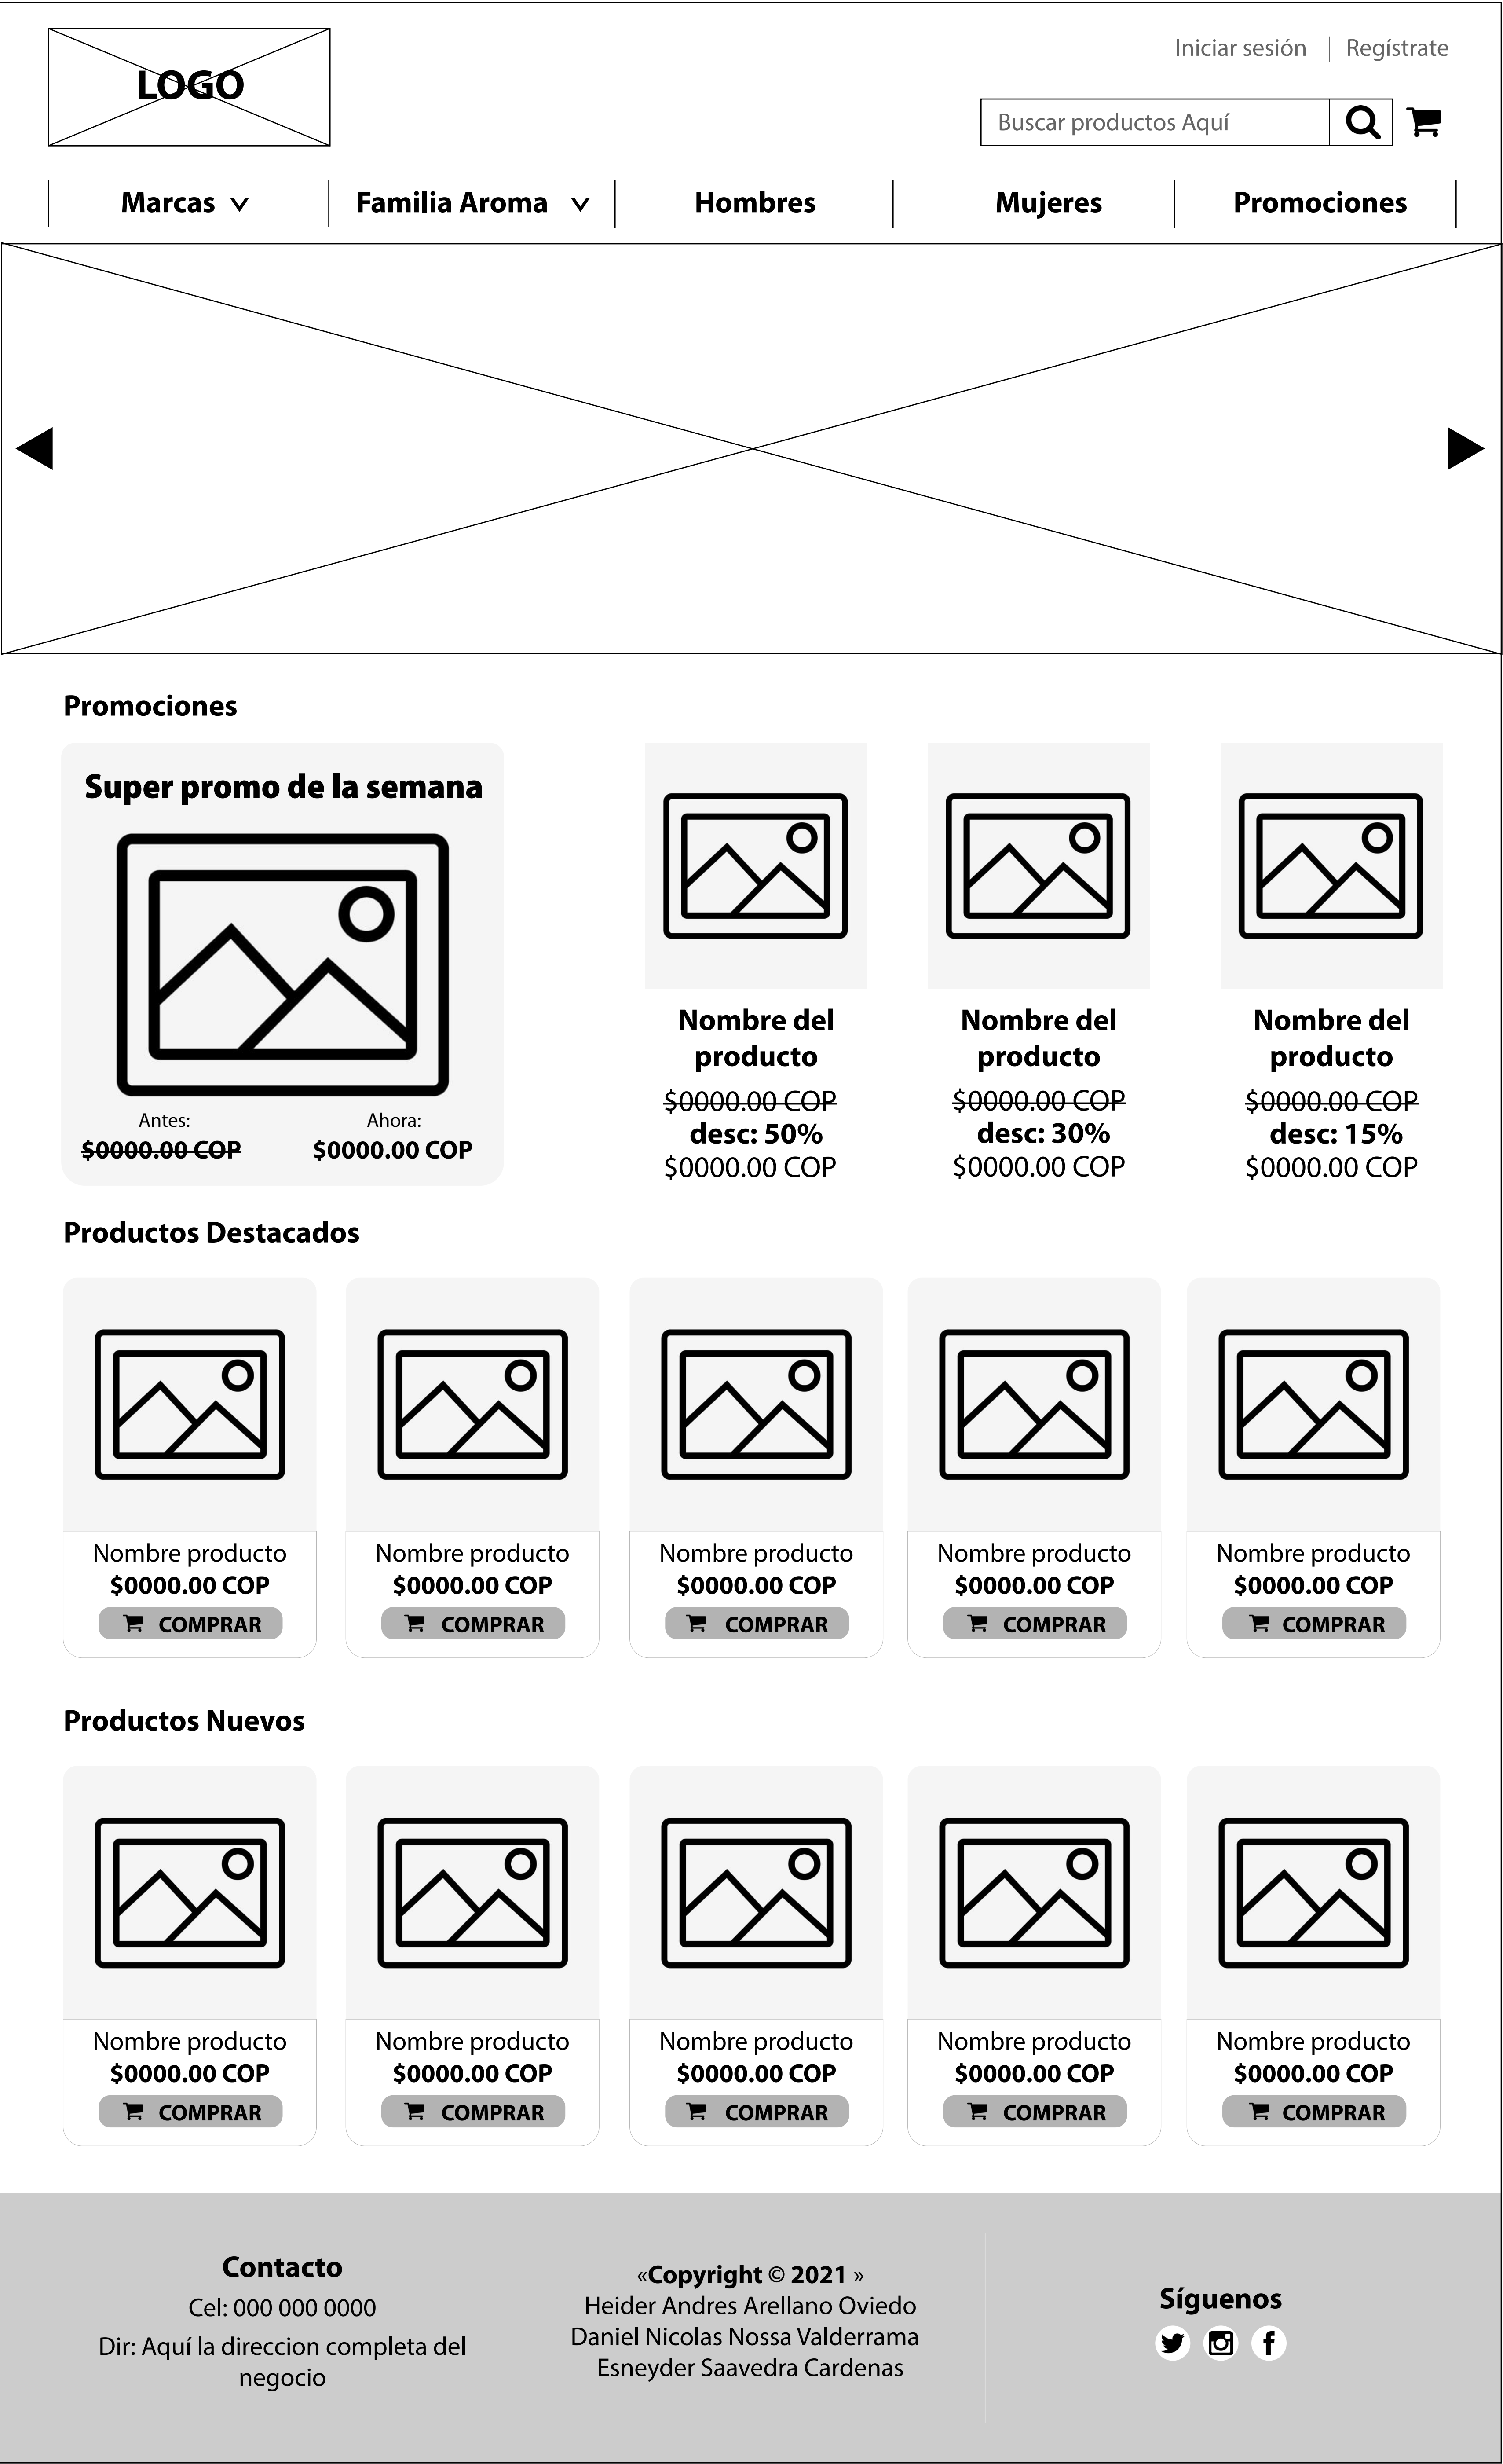 LOGO
Iniciar sesión | Regístrate
Buscar productos Aquí
Marcas
Familia Aroma
Hombres
Mujeres
Promociones
Promociones
Super promo de la semana
Antes:
$0000.00 COP
Ahora:
$0000.00 COP
Nombre del
producto
$0000.00 COP
desc: 50%
$0000.00 COP
Nombre del
producto
$0000.00 COP
desc: 30%
$0000.00 COP
Nombre del
producto
$0000.00 COP
desc: 15%
$0000.00 COP
Productos Destacados
Nombre producto
$0000.00 COP
COMPRAR
Nombre producto
$0000.00 COP
COMPRAR
Nombre producto
$0000.00 COP
COMPRAR
Nombre producto
$0000.00 COP
COMPRAR
Nombre producto
$0000.00 COP
COMPRAR
Productos Nuevos
Nombre producto
$0000.00 COP
COMPRAR
Nombre producto
$0000.00 COP
COMPRAR
Nombre producto
$0000.00 COP
COMPRAR
Nombre producto
$0000.00 COP
COMPRAR
Nombre producto
$0000.00 COP
COMPRAR
Contacto
Cel: 000 000 0000
Dir: Aquí la direccion completa del
negocio
«Copyright © 2021 »
Heider Andres Arellano Oviedo
Daniel Nicolas Nossa Valderrama
Esneyder Saavedra Cardenas
Síguenos